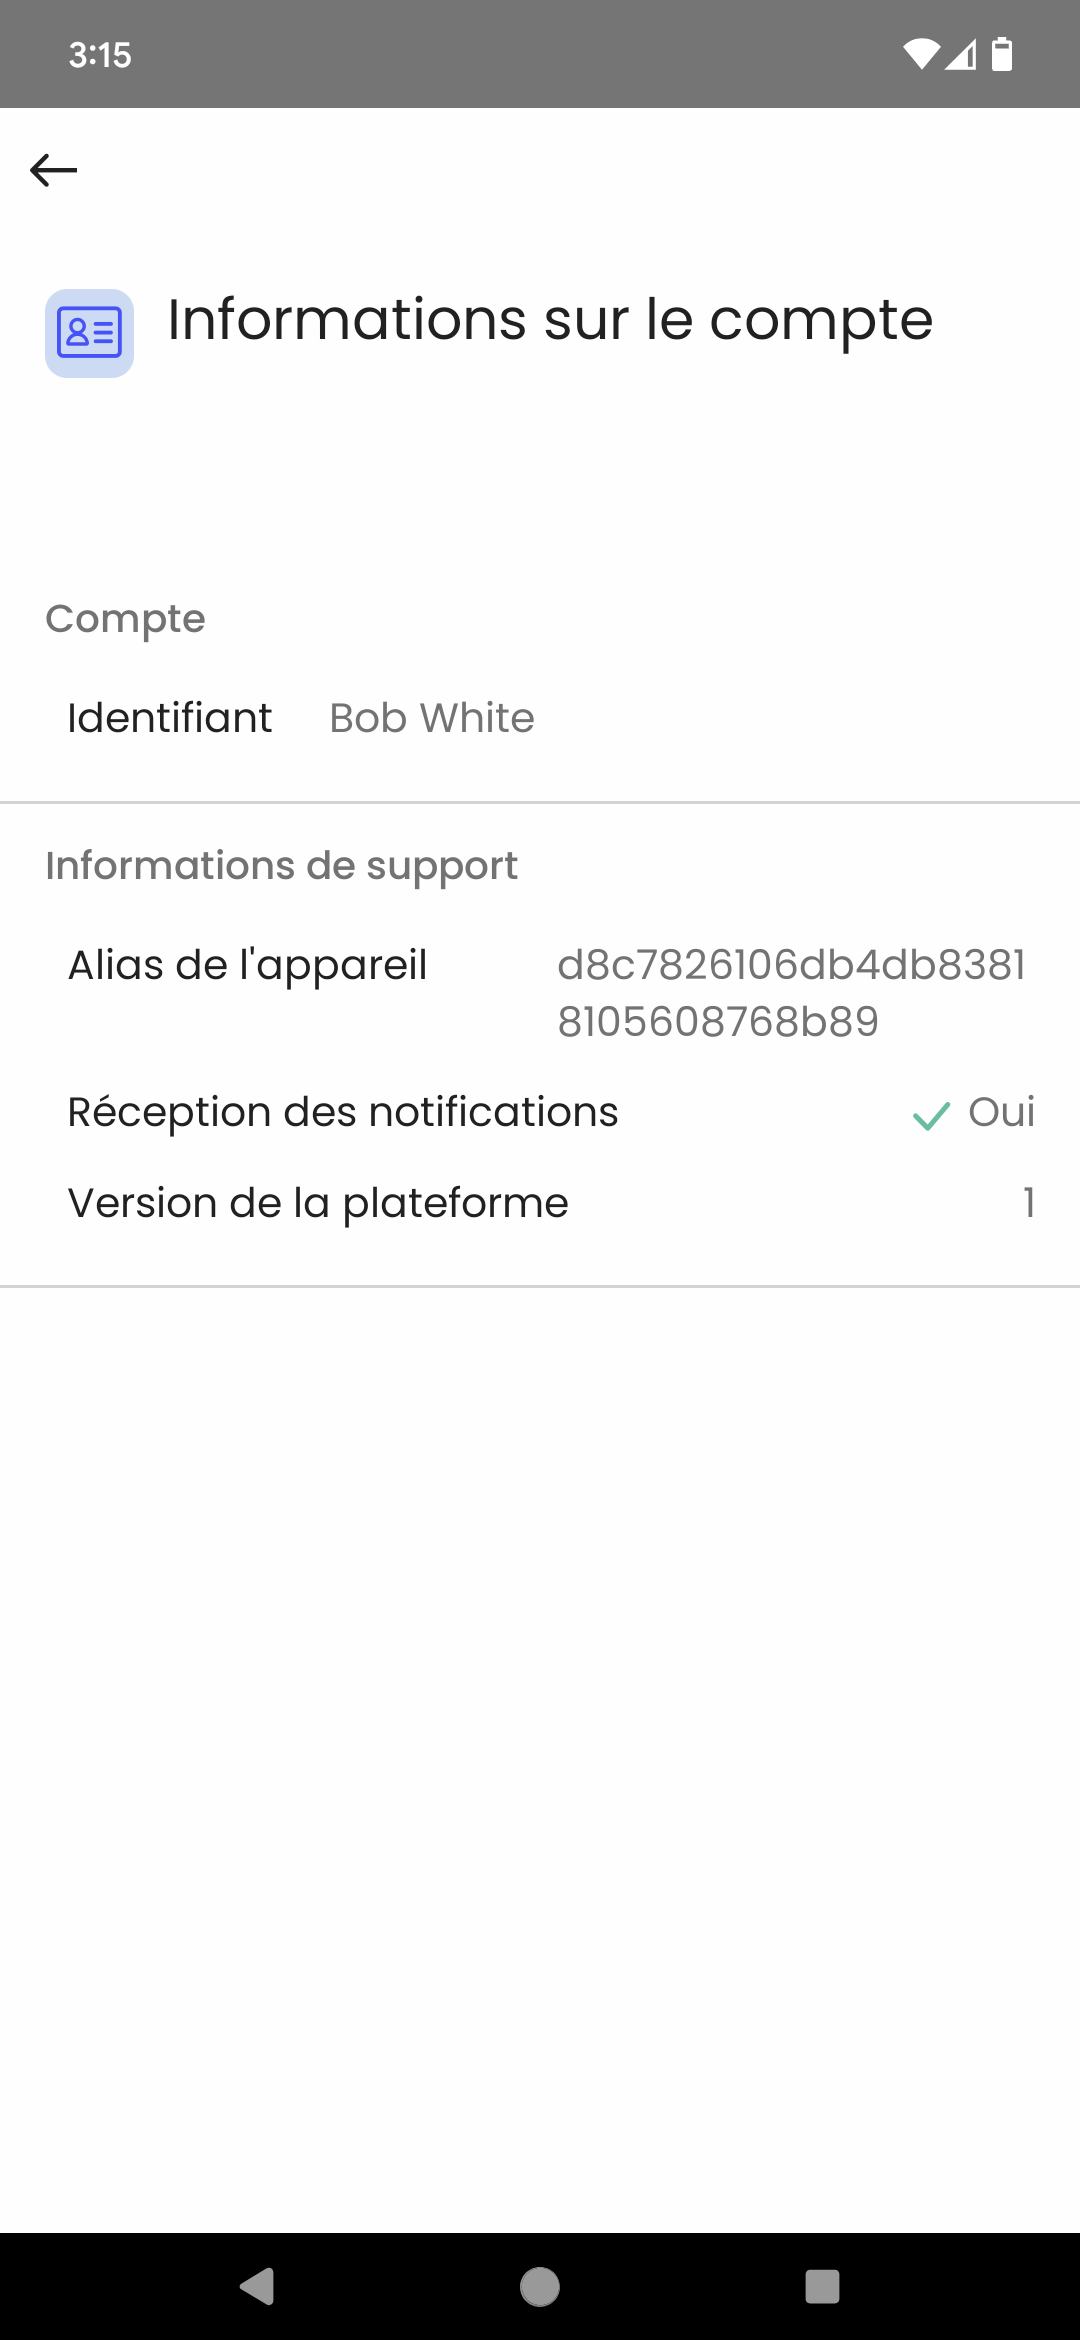 3:15
Informations sur le compte
Compte
Identifiant Bob White
Informations de support
Alias de l'appareil d8c7826106db4db8381
8105608768b89
Réception des notifications Oui
Version de la plateforme 1